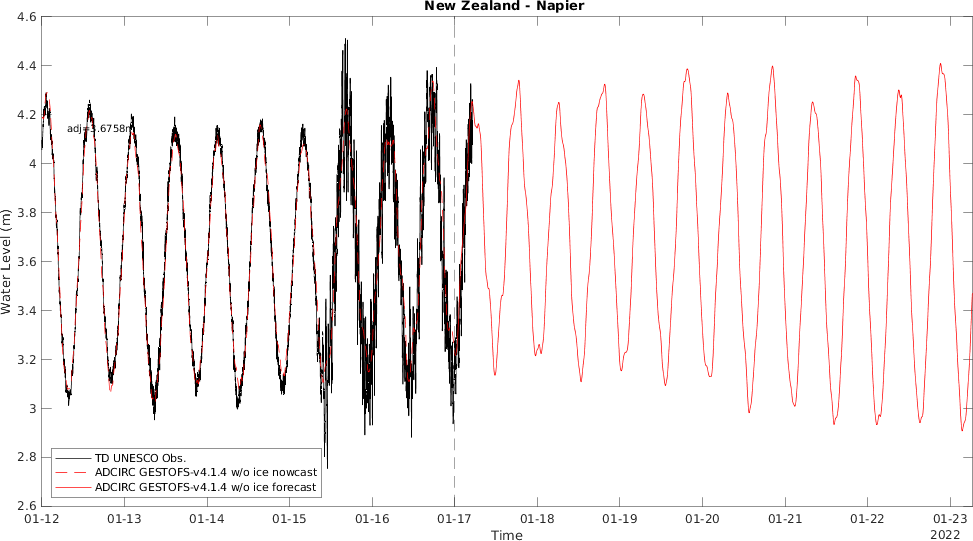 New Zealand - Napier
4.6
4.4
4.2
4
3.8
3.6
3.4
3.2
3
2.8
2.6
Water Level (m)
adj=3.6758m
TD UNESCO Obs.
ADCIRC GESTOFS-v4.1.4 w/o ice nowcast
ADCIRC GESTOFS-v4.1.4 w/o ice forecast
01-12 01-13 01-14 01-15 01-16 01-17 01-18 01-19 01-20 01-21 01-22 01-23
Time
2022